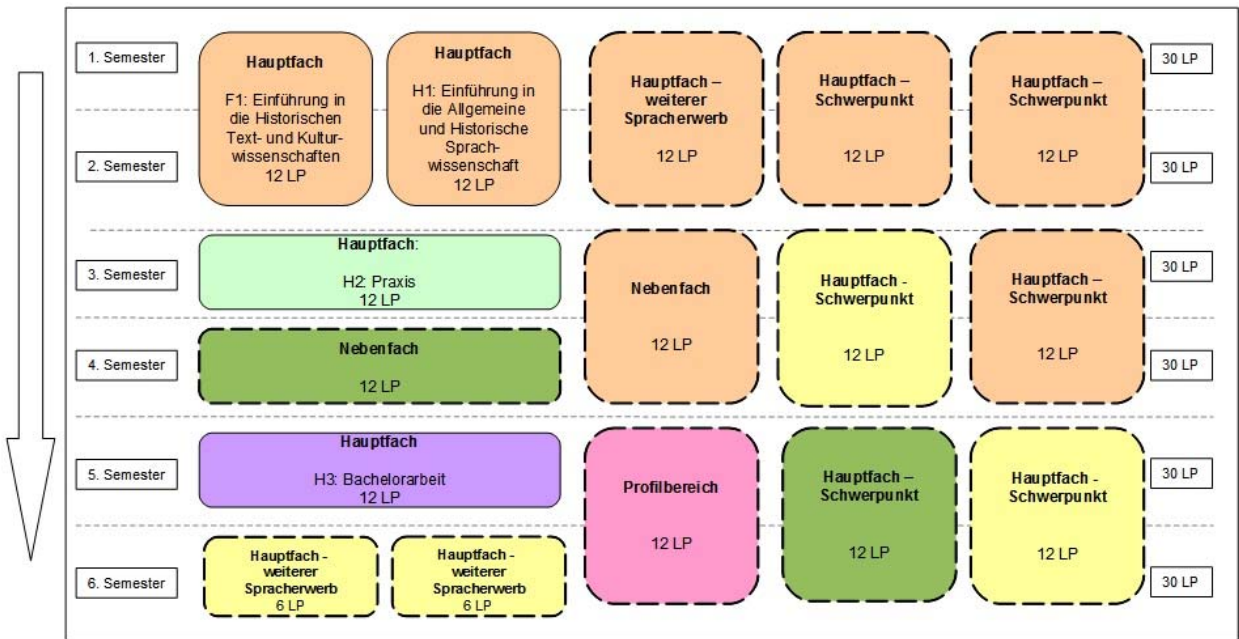 1. Semester
Hauptfach
F1: Einführung in
die Historischen
Text- und Kultur-
wissenschaften
12 LP
Hauptfach
H1: Einführung in
die Allgemeine
und Historische
Sprach-
wissenschaft
12 LP
Hauptfach –
weiterer
Spracherwerb
12 LP
Hauptfach –
Schwerpunkt
12 LP
Hauptfach –
Schwerpunkt
12 LP
30 LP
2. Semester
30 LP
3. Semester
Hauptfach:
H2: Praxis
12 LP
Nebenfach
12 LP
Hauptfach -
Schwerpunkt
12 LP
Hauptfach –
Schwerpunkt
12 LP
30 LP
4. Semester
Nebenfach
12 LP
30 LP
5. Semester
Hauptfach
H3: Bachelorarbeit
12 LP
Profilbereich
12 LP
Hauptfach –
Schwerpunkt
12 LP
Hauptfach -
Schwerpunkt
12 LP
30 LP
6. Semester
Hauptfach -
weiterer
Spracherwerb
6 LP
Hauptfach -
weiterer
Spracherwerb
6 LP
30 LP